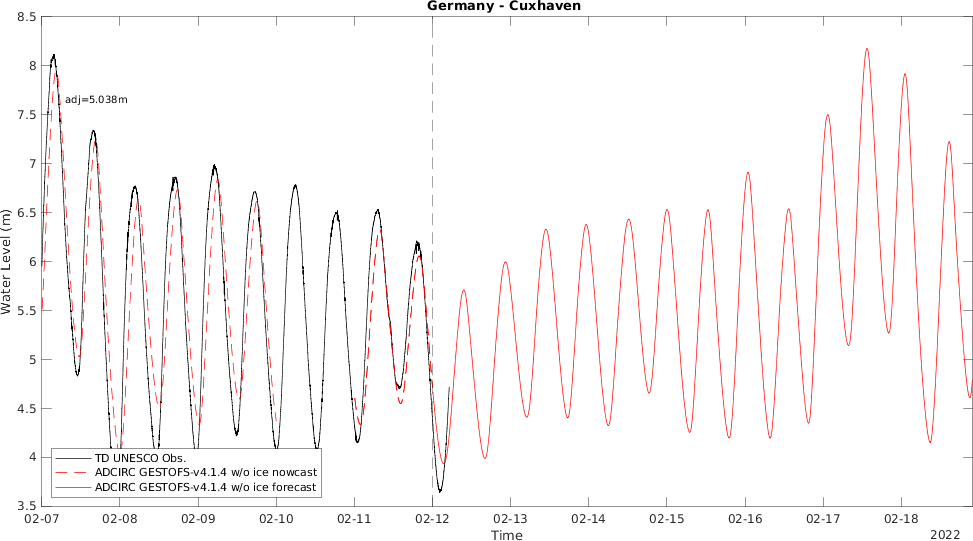 Germany - Cuxhaven
8.5
8
7.5
7
6.5
6
5.5
5
4.5
4
3.5
Water Level (m)
adj=5.038m
TD UNESCO Obs.
ADCIRC GESTOFS-v4.1.4 w/o ice nowcast
ADCIRC GESTOFS-v4.1.4 w/o ice forecast
02-07 02-08 02-09 02-10 02-11 02-12 02-13 02-14 02-15 02-16 02-17 02-18
Time
2022